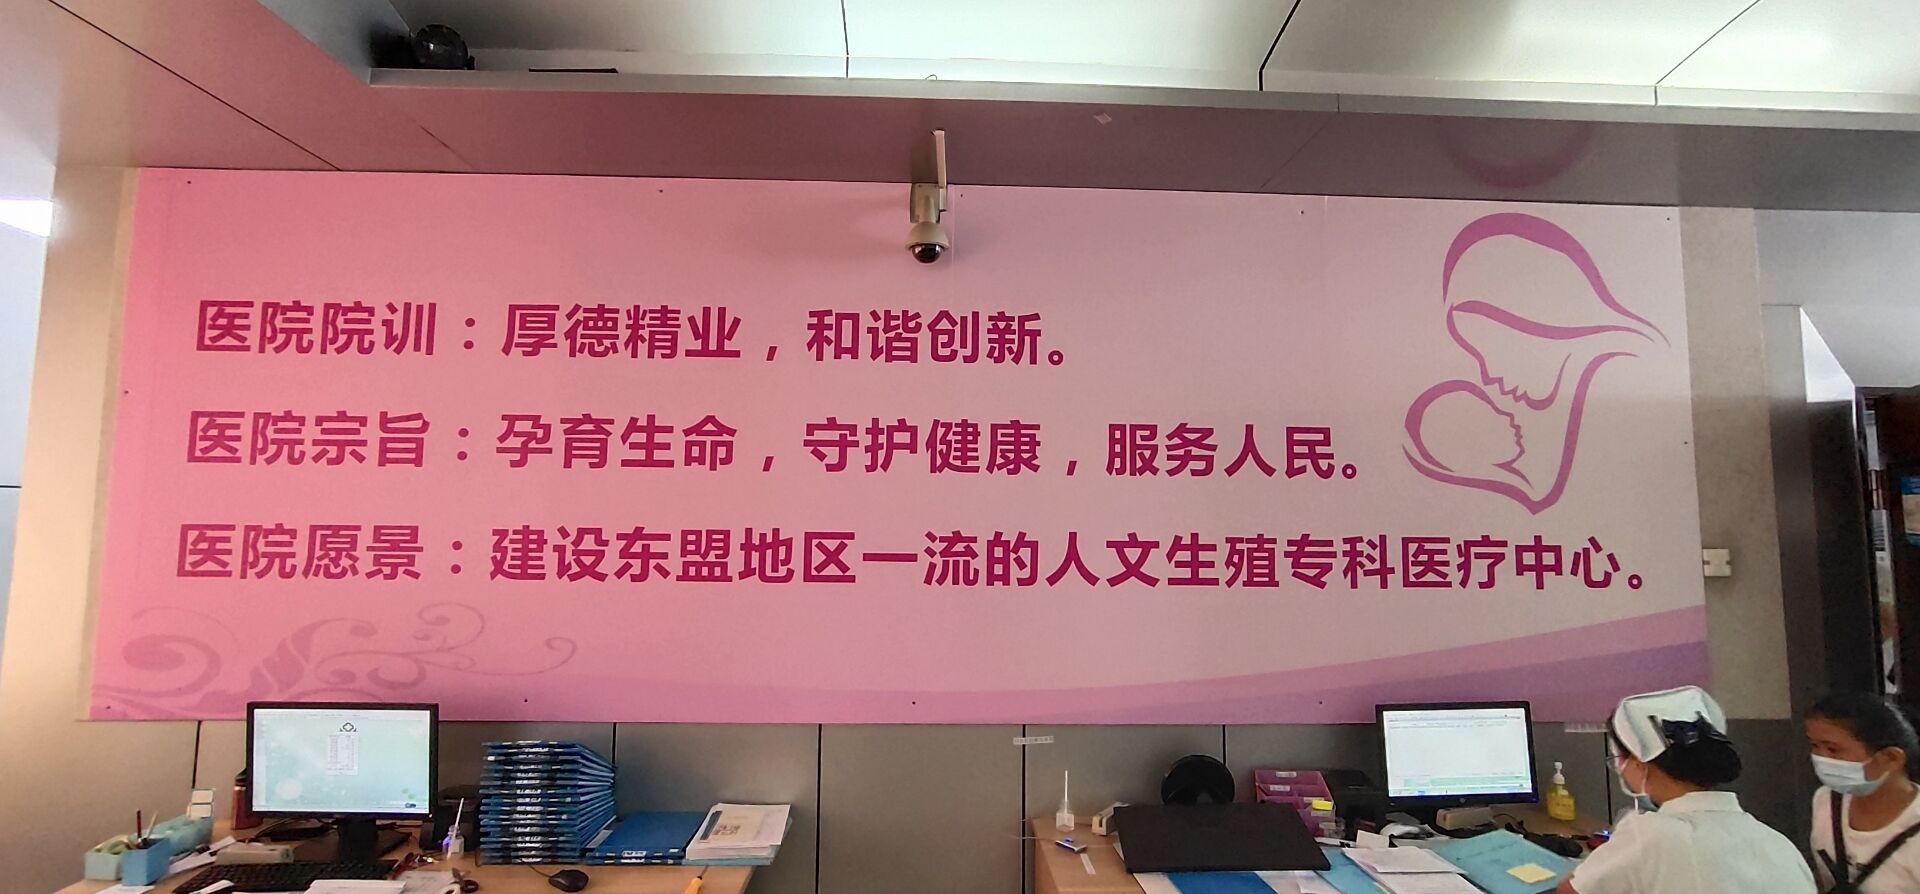 医院院训：厚德精业，和谐创新。
医院宗旨：孕育生命，守护健康，服务人民。
医院愿景：建设东盟地区一流的人文生殖专科医疗中心。